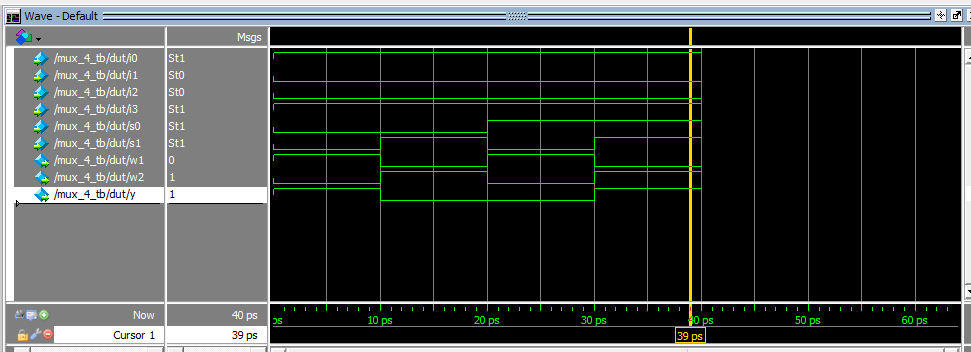 Wave - Default
Msgs
/mux_4_tb/dut/i0 St1
/mux_4_tb/dut/i1 St0
/mux_4_tb/dut/i2 St0
/mux_4_tb/dut/i3 St1
/mux_4_tb/dut/s0 St1
/mux_4_tb/dut/s1 St1
/mux_4_tb/dut/w1 0
/mux_4_tb/dut/w2 1
/mux_4_tb/dut/y 1
Now 40 ps ps 10 ps 20 ps 30 ps 40 ps 50 ps 60 ps
Cursor 1 39 ps 39 ps